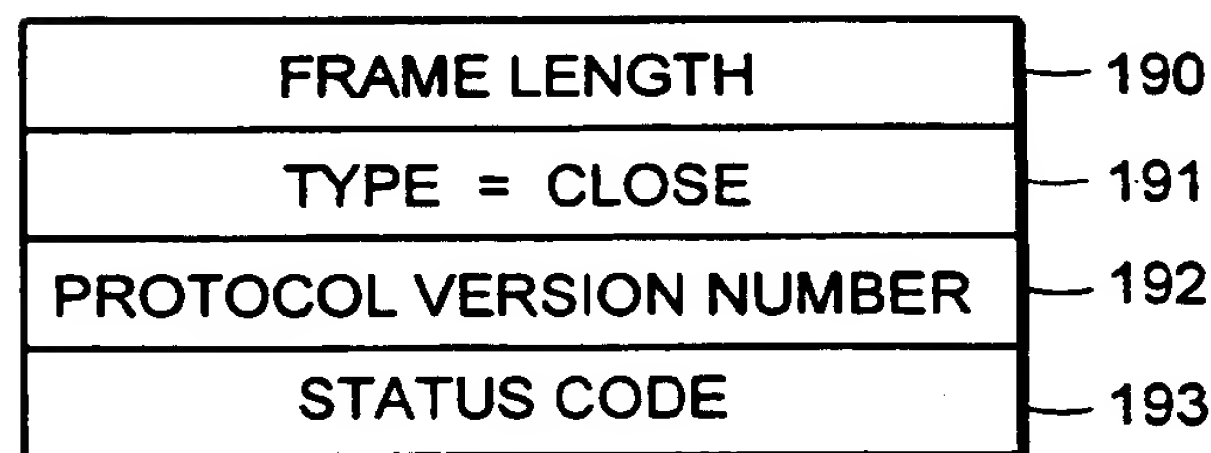 FRAME LENGTH 190
TYPE = CLOSE 191
PROTOCOL VERSION NUMBER 192
STATUS CODE 193